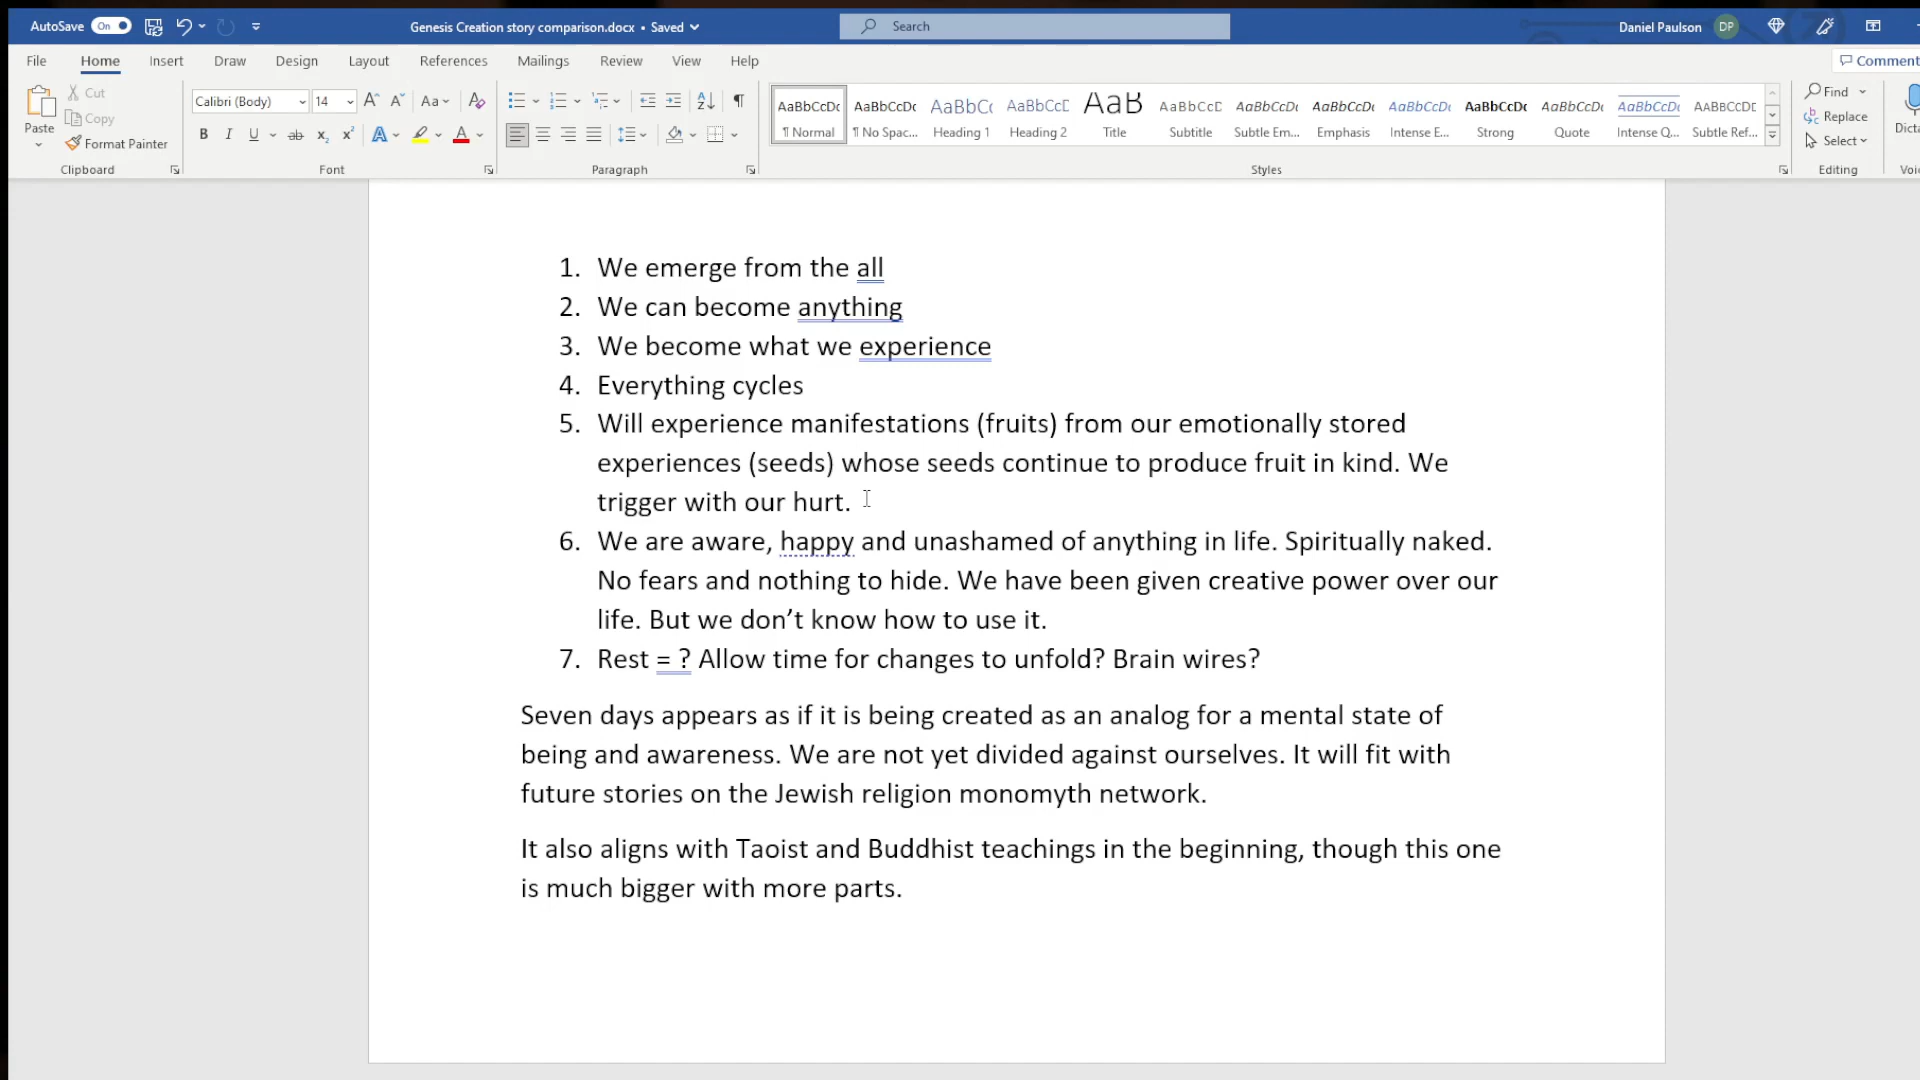 AutoSave On Genesis Creation story comparison.docx • Saved Search Daniel Paulson DP
File Home Insert Draw Design Layout References Mailings Review View Help Comment
Cut
Copy
Format Painter
Paste
Calibri (Body) 14 Aa
B I U ab x₂ x² A A
AaBbCcDc AaBbCcDc AaBbCc AaBbCcD AaB AaBbCcD AaBbCcDc AaBbCcDc AaBbCcDc AaBbCcDc AaBbCcDc AaBbCcDc AABBCCDD
¶ Normal ¶ No Spac... Heading 1 Heading 2 Title Subtitle Subtle Em... Emphasis Intense E... Strong Quote Intense Q... Subtle Ref...
Find
Replace
Select
Dicta
Clipboard Font Paragraph Styles Editing Voi
1. We emerge from the all
2. We can become anything
3. We become what we experience
4. Everything cycles
5. Will experience manifestations (fruits) from our emotionally stored
experiences (seeds) whose seeds continue to produce fruit in kind. We
trigger with our hurt.
6. We are aware, happy and unashamed of anything in life. Spiritually naked.
No fears and nothing to hide. We have been given creative power over our
life. But we don’t know how to use it.
7. Rest = ? Allow time for changes to unfold? Brain wires?
Seven days appears as if it is being created as an analog for a mental state of
being and awareness. We are not yet divided against ourselves. It will fit with
future stories on the Jewish religion monomyth network.
It also aligns with Taoist and Buddhist teachings in the beginning, though this one
is much bigger with more parts.